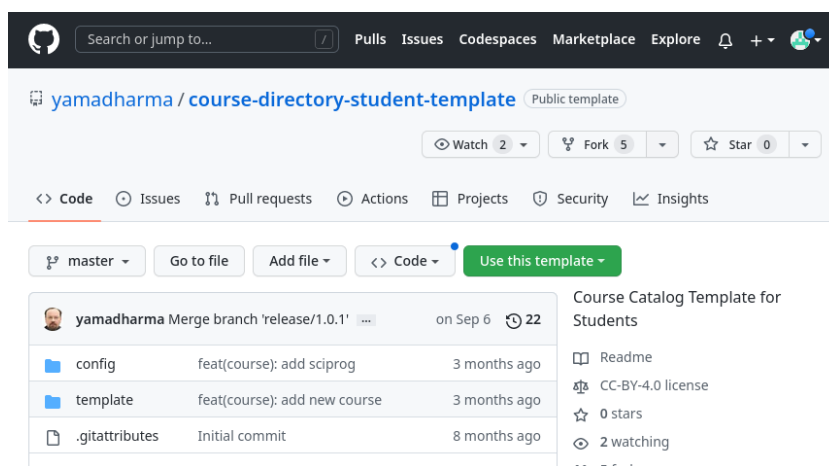 Search or jump to... / Pulls Issues Codespaces Marketplace Explore
yamadharma / course-directory-student-template Public template
Watch 2 Fork 5 Star 0
Code Issues Pull requests Actions Projects Security Insights
master Go to file Add file Code Use this template
yamadharma Merge branch 'release/1.0.1' ... on Sep 6 22
config feat(course): add sciprog 3 months ago
template feat(course): add new course 3 months ago
.gitattributes Initial commit 8 months ago
Course Catalog Template for
Students
Readme
CC-BY-4.0 license
0 stars
2 watching